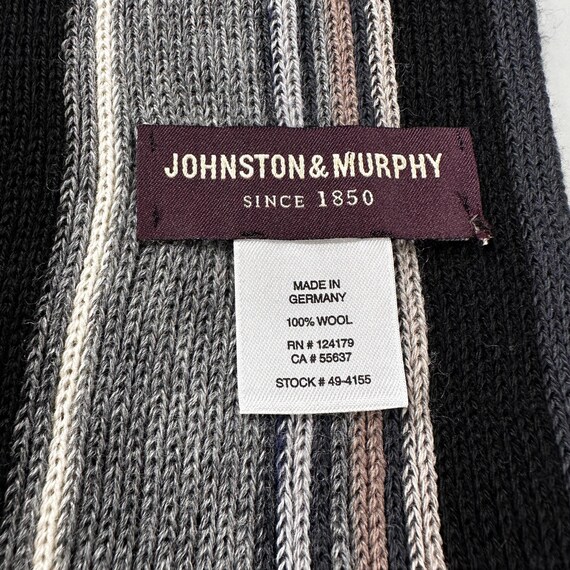 JOHNSTON & MURPHY
SINCE 1850
MADE IN
GERMANY
100% WOOL
RN # 124179
CA # 55637
STOCK # 49-4155